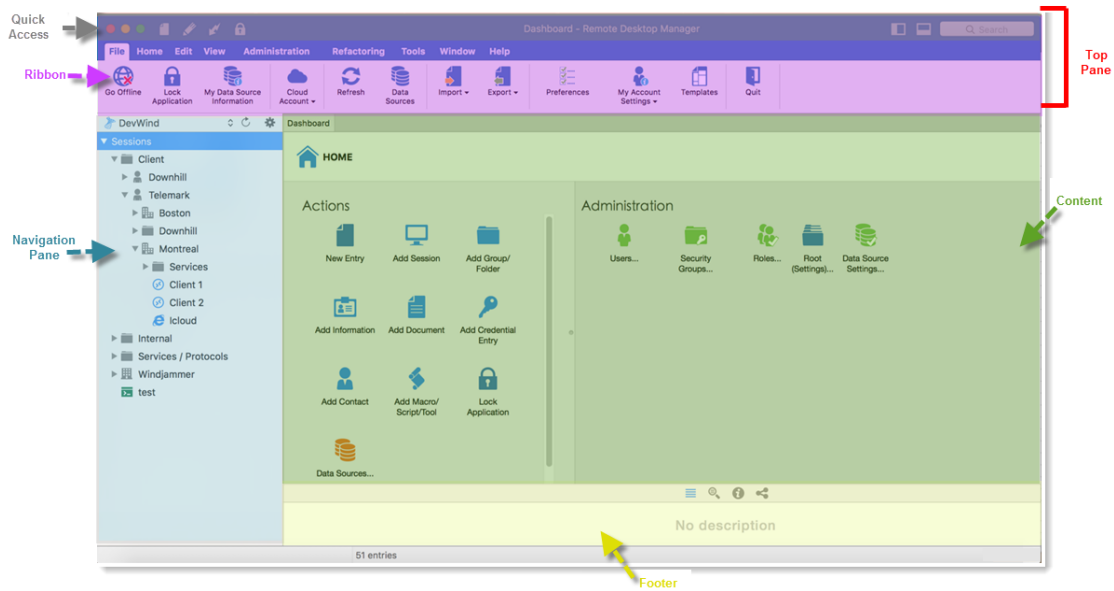 Quick
Access
Dashboard - Remote Desktop Manager
Search
File Home Edit View Administration Refactoring Tools Window Help
Top
Pane
Ribbon
Go Offline
Lock
Application
My Data Source
Information
Cloud
Account
Refresh
Data
Sources
Import
Export
Preferences
My Account
Settings
Templates
Quit
DevWind
Dashboard
Sessions
Client
Downhill
Telemark
Boston
Downhill
Montreal
Services
Client 1
Client 2
Icloud
Internal
Services / Protocols
Windjammer
test
Navigation
Pane
HOME
Actions
New Entry
Add Session
Add Group/
Folder
Add Information
Add Document
Add Credential
Entry
Add Contact
Add Macro/
Script/Tool
Lock
Application
Data Sources...
Administration
Users...
Security
Groups...
Roles...
Root
(Settings)...
Data Source
Settings...
Content
No description
51 entries
Footer